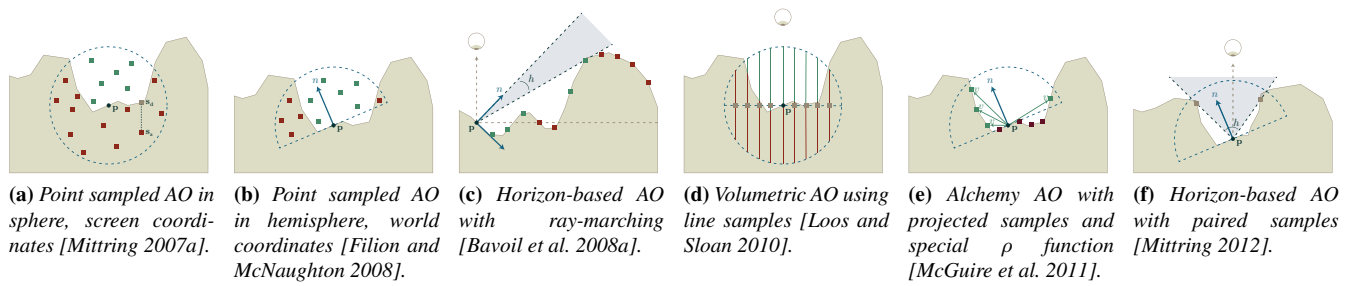 p
s_d
s_s
n
p
h
n
p
p
n
v
v
v
v
p
n
h
p
(a) Point sampled AO in
sphere, screen coordi-
nates [Mittring 2007a].
(b) Point sampled AO
in hemisphere, world
coordinates [Filion and
McNaughton 2008].
(c) Horizon-based AO
with ray-marching
[Bavoil et al. 2008a].
(d) Volumetric AO using
line samples [Loos and
Sloan 2010].
(e) Alchemy AO with
projected samples and
special ρ function
[McGuire et al. 2011].
(f) Horizon-based AO
with paired samples
[Mittring 2012].